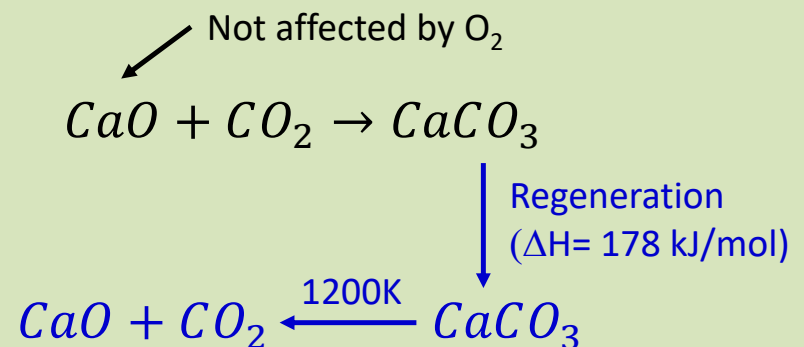 Not affected by O₂
CaO + CO₂ → CaCO₃
Regeneration
(ΔH= 178 kJ/mol)
1200K
CaO + CO₂ ← CaCO₃